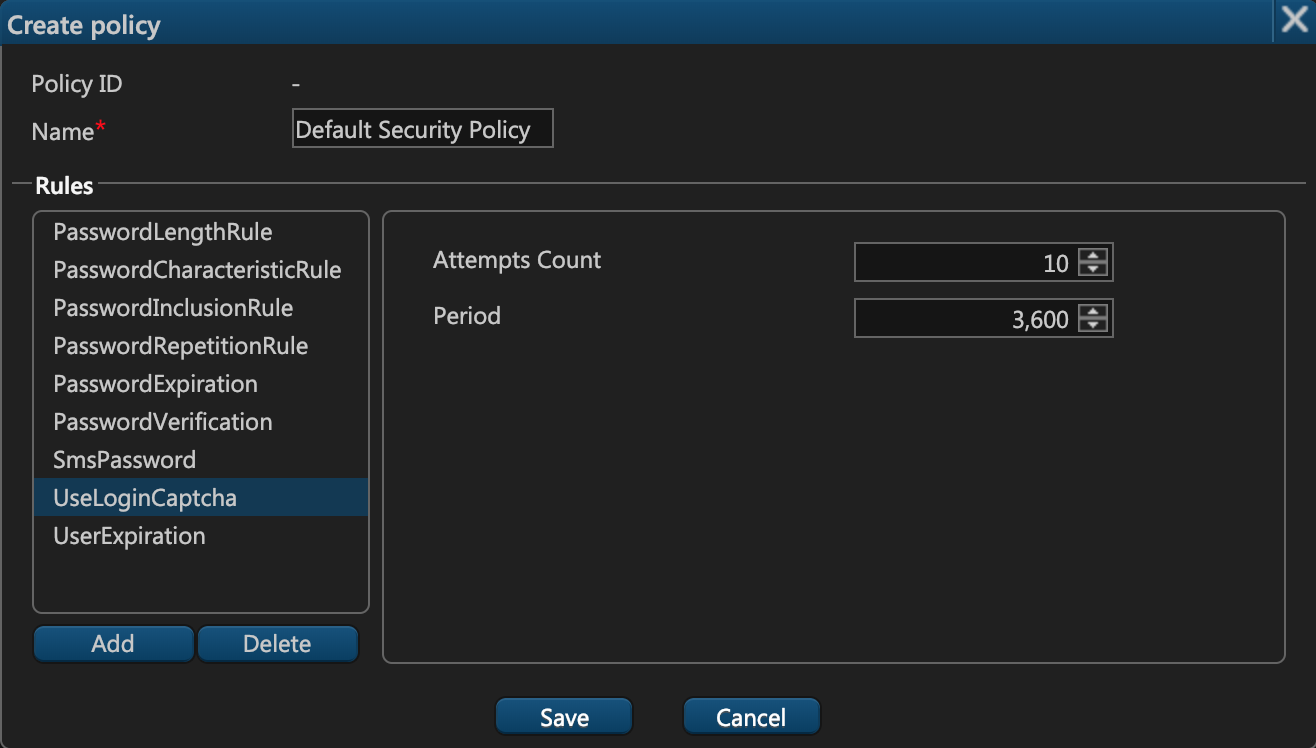 Create policy
Policy ID -
Name* Default Security Policy
Rules
PasswordLengthRule
PasswordCharacteristicRule
PasswordInclusionRule
PasswordRepetitionRule
PasswordExpiration
PasswordVerification
SmsPassword
UseLoginCaptcha
UserExpiration
Add Delete
Attempts Count 10
Period 3,600
Save Cancel